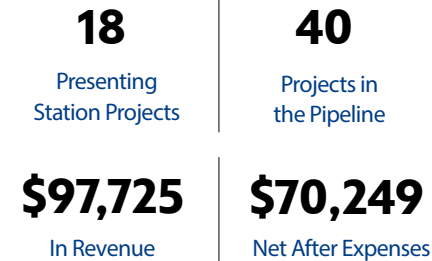 18
Presenting
Station Projects
40
Projects in
the Pipeline
$97,725
In Revenue
$70,249
Net After Expenses